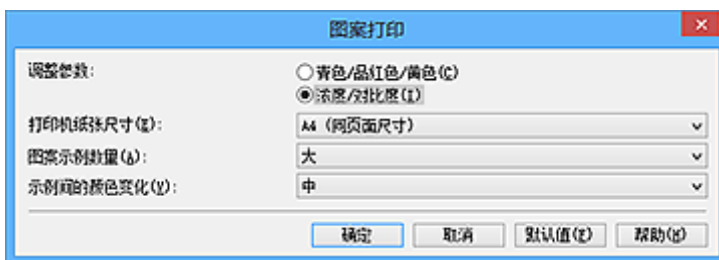 图案打印
调整参数:
青色/品红色/黄色(C)
浓度/对比度(I)
打印机纸张尺寸(E): A4 (同页面尺寸)
图案示例数量(A): 大
示例间的颜色变化(V): 中
确定 取消 默认值(F) 帮助(H)